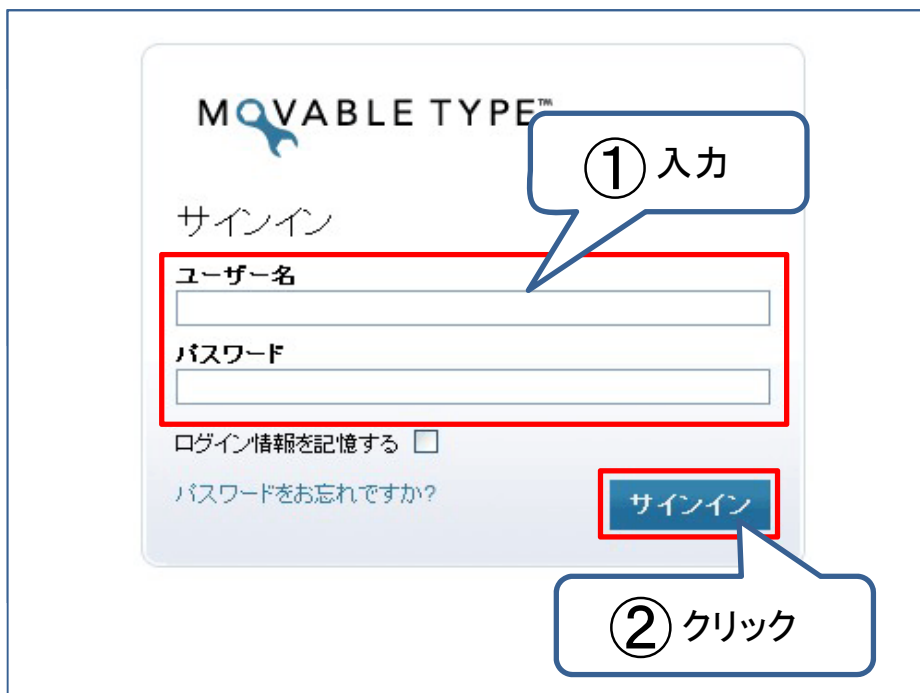 MOVABLE TYPE™
① 入力
サインイン
ユーザー名
パスワード
ログイン情報を記憶する
パスワードをお忘れですか?
サインイン
② クリック